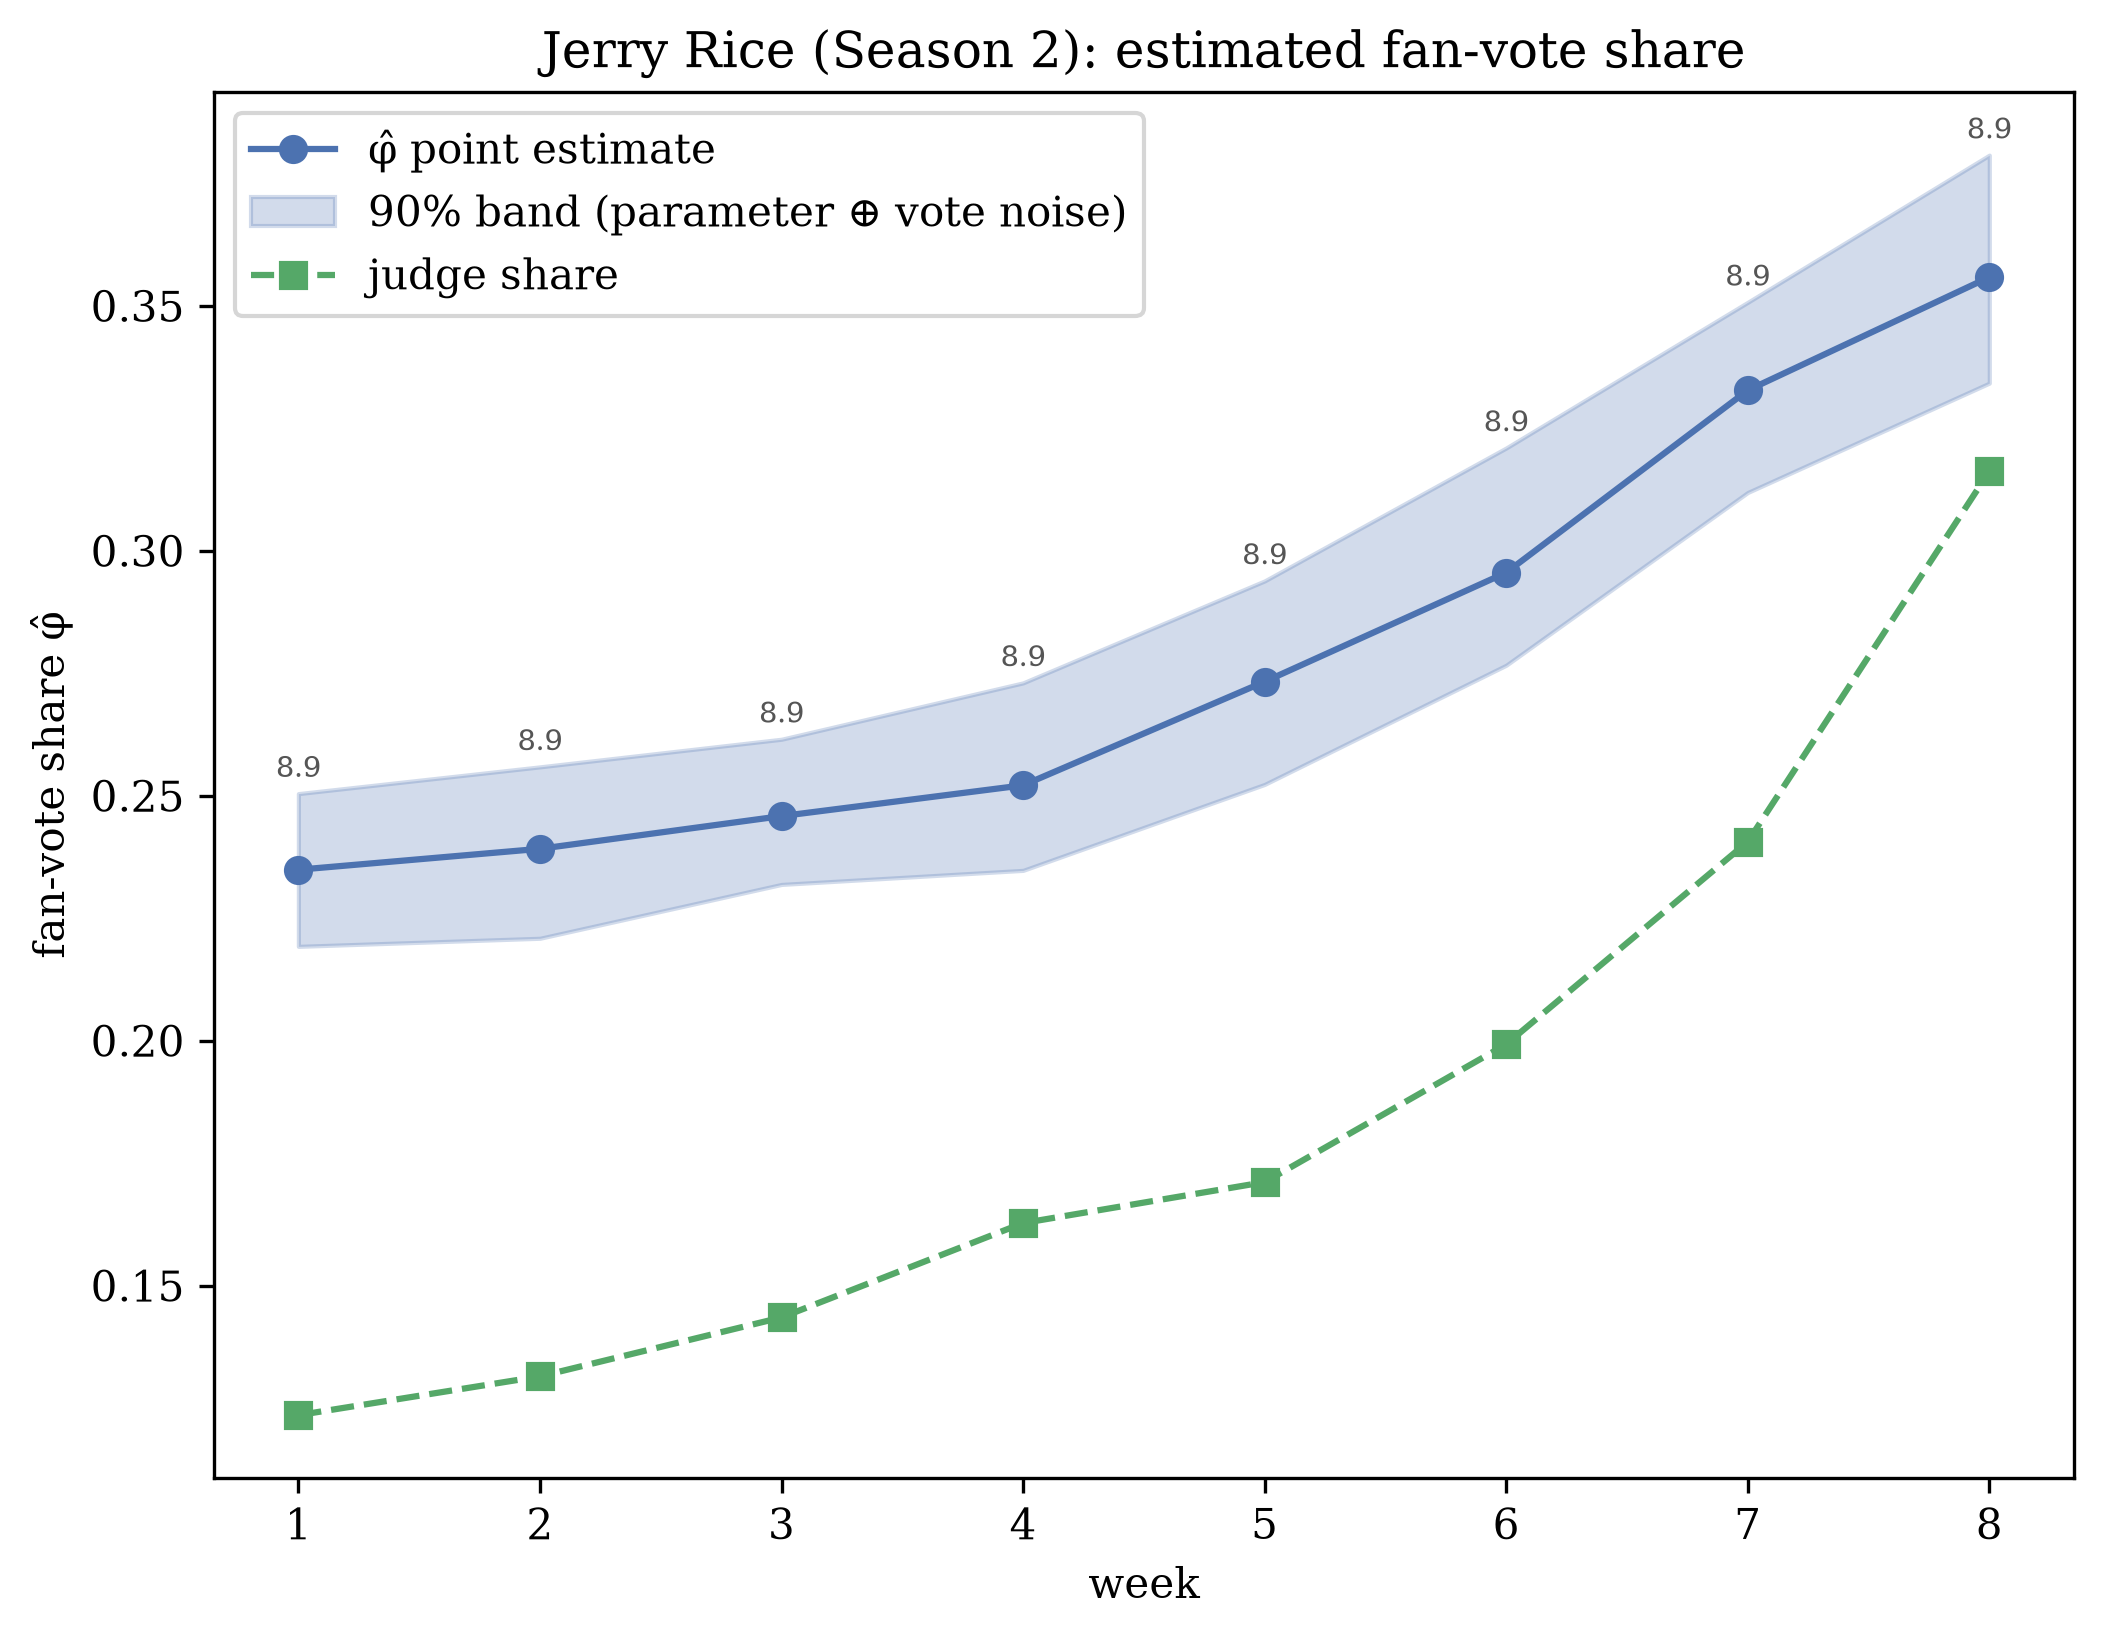 Jerry Rice (Season 2): estimated fan-vote share
φ̂ point estimate
90% band (parameter ⊕ vote noise)
judge share
8.9
8.9
8.9
8.9
8.9
8.9
8.9
8.9
0.35
0.30
0.25
0.20
0.15
fan-vote share φ̂
1 2 3 4 5 6 7 8
week